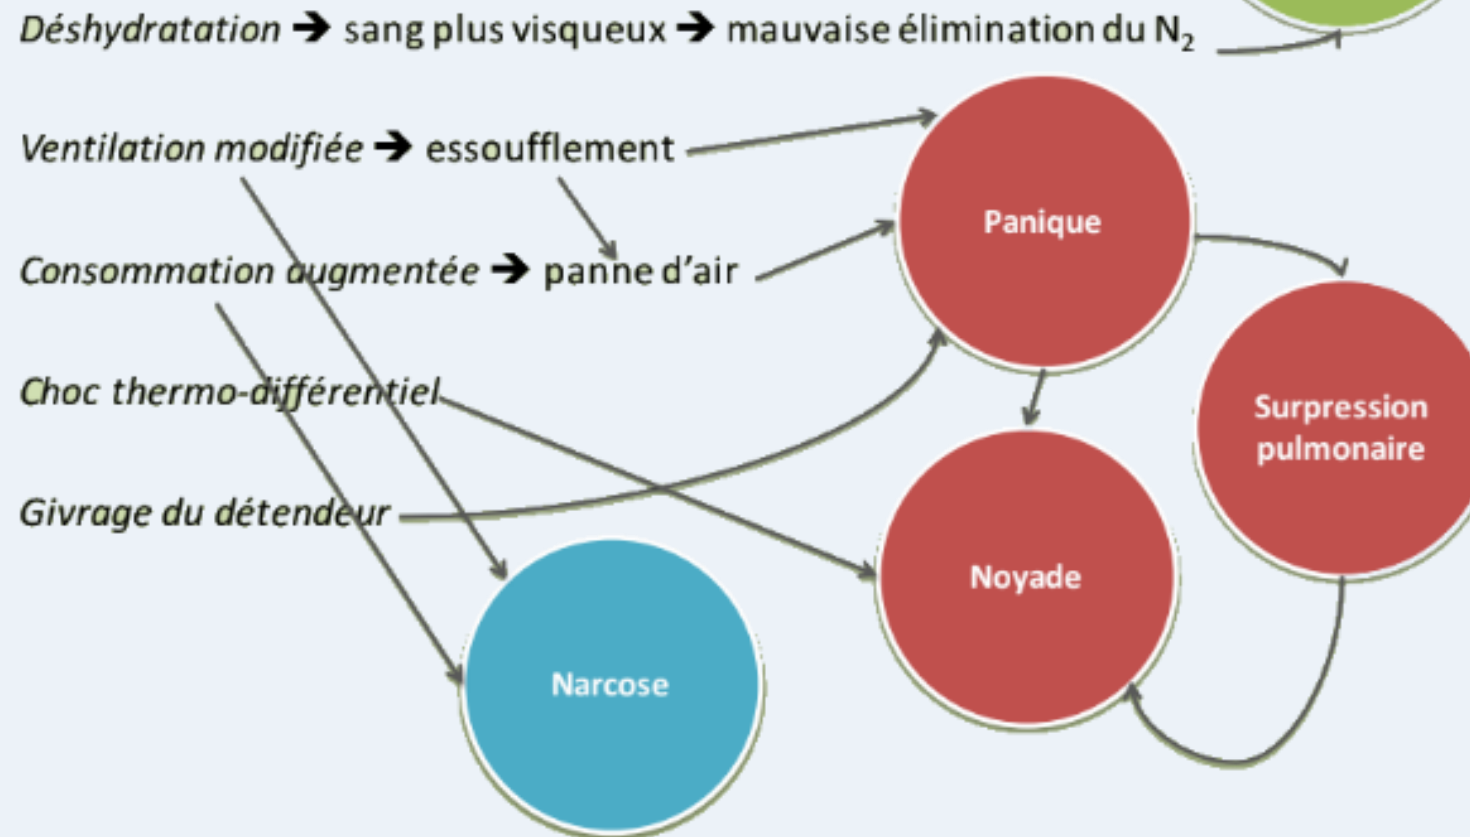 Déshydratation ➔ sang plus visqueux ➔ mauvaise élimination du N₂
Ventilation modifiée ➔ essoufflement
Panique
Consommation augmentée ➔ panne d’air
Choc thermo-différentiel
Surpression
pulmonaire
Givrage du détendeur
Noyade
Narcose